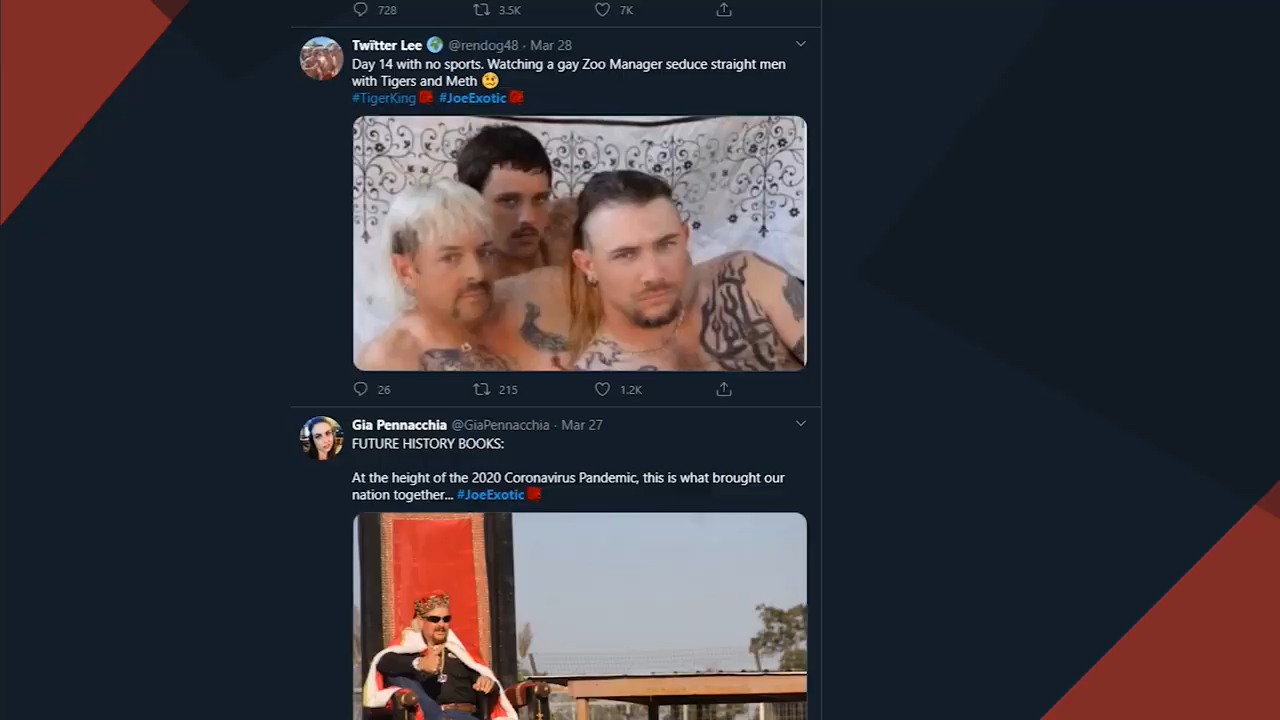 728 3.5K 7K
Twitter Lee @rendog48 · Mar 28
Day 14 with no sports. Watching a gay Zoo Manager seduce straight men
with Tigers and Meth
#TigerKing #JoeExotic
26 215 1.2K
Gia Pennacchia @GiaPennacchia · Mar 27
FUTURE HISTORY BOOKS:
At the height of the 2020 Coronavirus Pandemic, this is what brought our
nation together... #JoeExotic